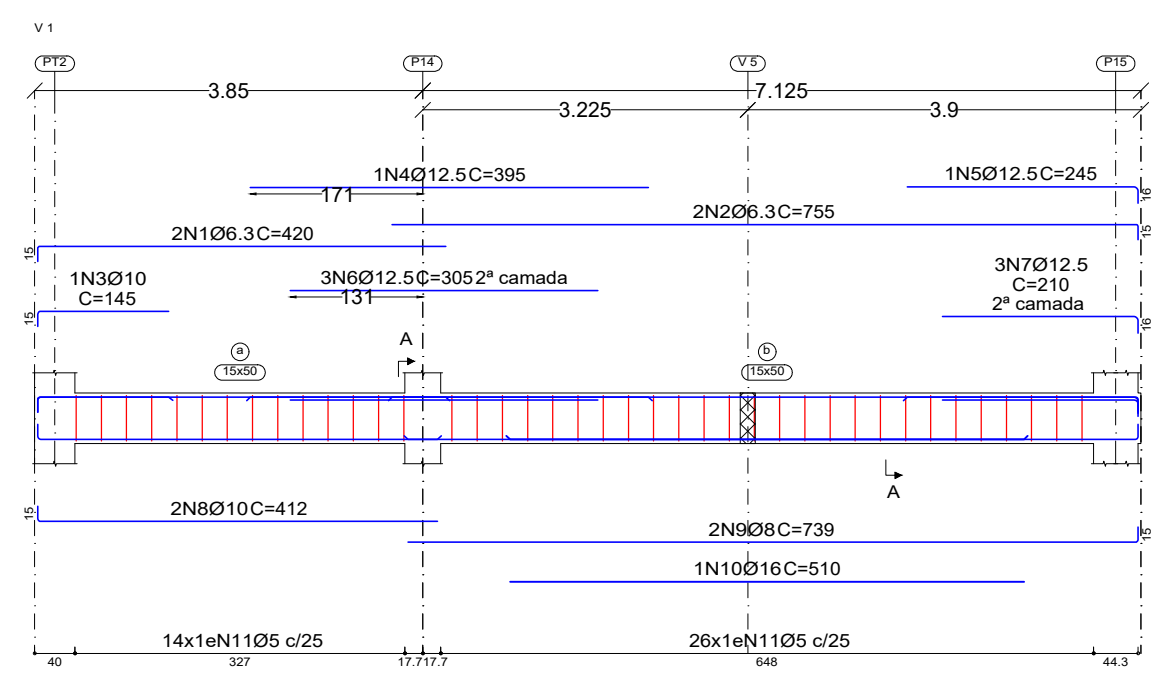 V 1
PT2 P14 V 5 P15
3.85 7.125
3.225 3.9
1N4Ø12.5C=395 1N5Ø12.5C=245
171 16
2N2Ø6.3C=755
2N1Ø6.3C=420 15
15
1N3Ø10 3N6Ø12.5C=305 2ª camada 3N7Ø12.5
C=145 131 C=210
2ª camada
15 16
A
a b
15x50 15x50
A
2N8Ø10C=412
15
2N9Ø8C=739
15
1N10Ø16C=510
14x1eN11Ø5 c/25 26x1eN11Ø5 c/25
40 327 17.7 17.7 648 44.3